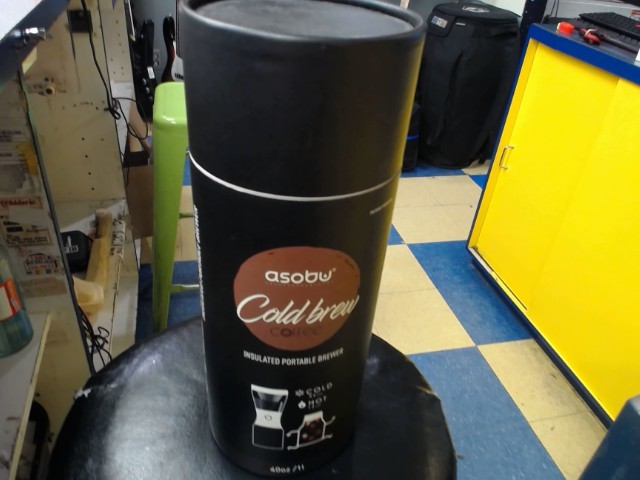 asobu
Cold brew
coffee
INSULATED PORTABLE BREWER
COLD
HOT
40oz / 1l